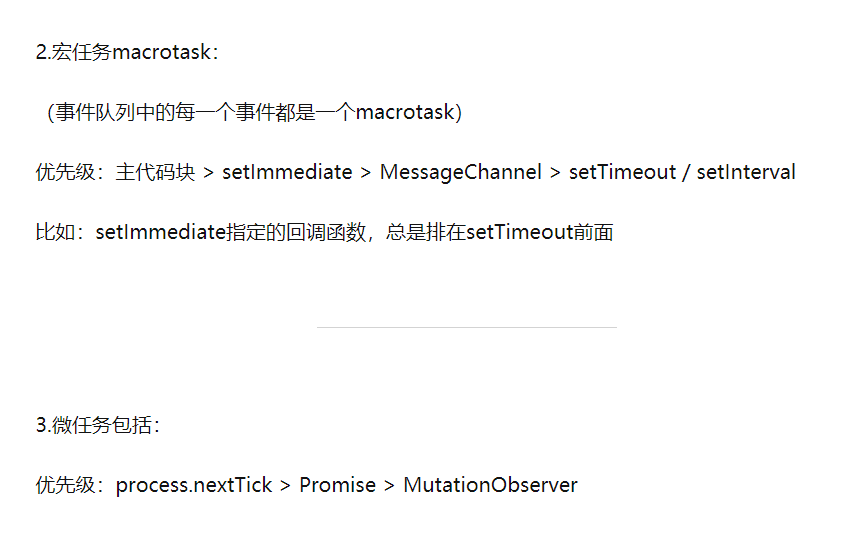 2.宏任务macrotask：
（事件队列中的每一个事件都是一个macrotask）
优先级：主代码块 > setImmediate > MessageChannel > setTimeout / setInterval
比如：setImmediate指定的回调函数，总是排在setTimeout前面
3.微任务包括：
优先级：process.nextTick > Promise > MutationObserver